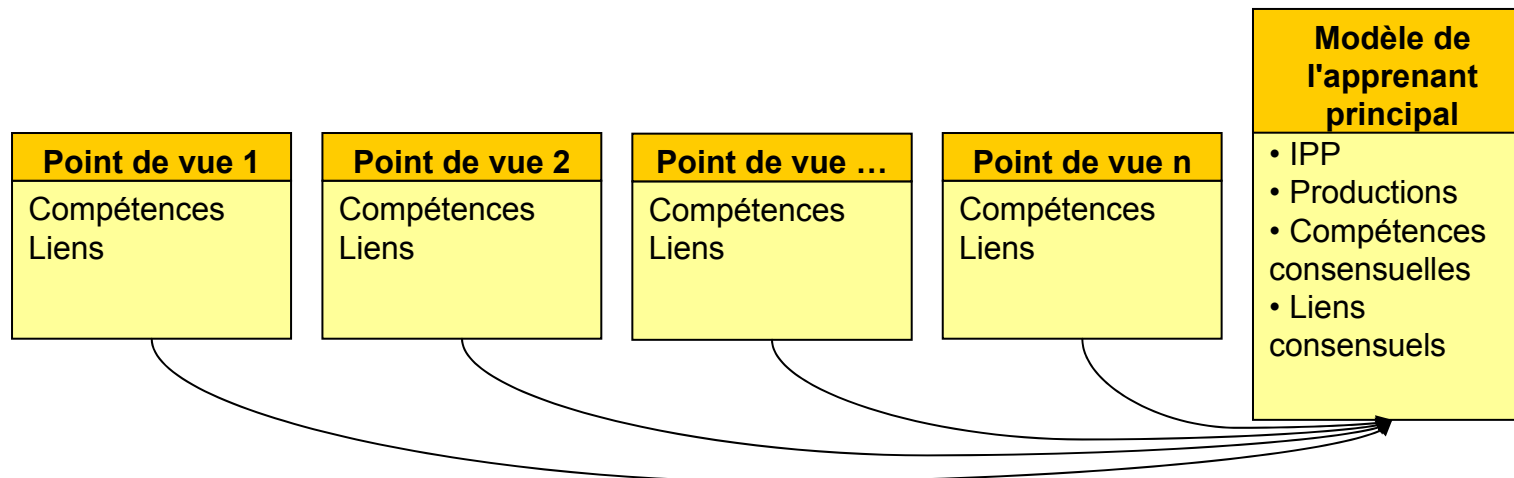 Point de vue 1
Compétences
Liens
Point de vue 2
Compétences
Liens
Point de vue …
Compétences
Liens
Point de vue n
Compétences
Liens
Modèle de
l'apprenant
principal
• IPP
• Productions
• Compétences
consensuelles
• Liens
consensuels